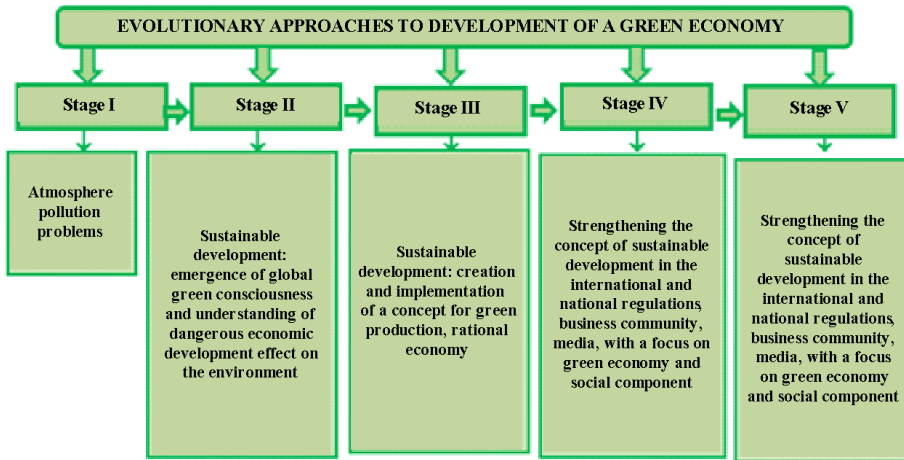 EVOLUTIONARY APPROACHES TO DEVELOPMENT OF A GREEN ECONOMY
Stage I
Stage II
Stage III
Stage IV
Stage V
Atmosphere
pollution
problems
Sustainable
development:
emergence of global
green consciousness
and understanding of
dangerous economic
development effect on
the environment
Sustainable
development: creation
and implementation
of a concept for green
production, rational
economy
Strengthening the
concept of sustainable
development in the
international and
national regulations,
business community,
media, with a focus on
green economy and
social component
Strengthening the
concept of
sustainable
development in the
international and
national regulations,
business community,
media, with a focus
on green economy
and social component